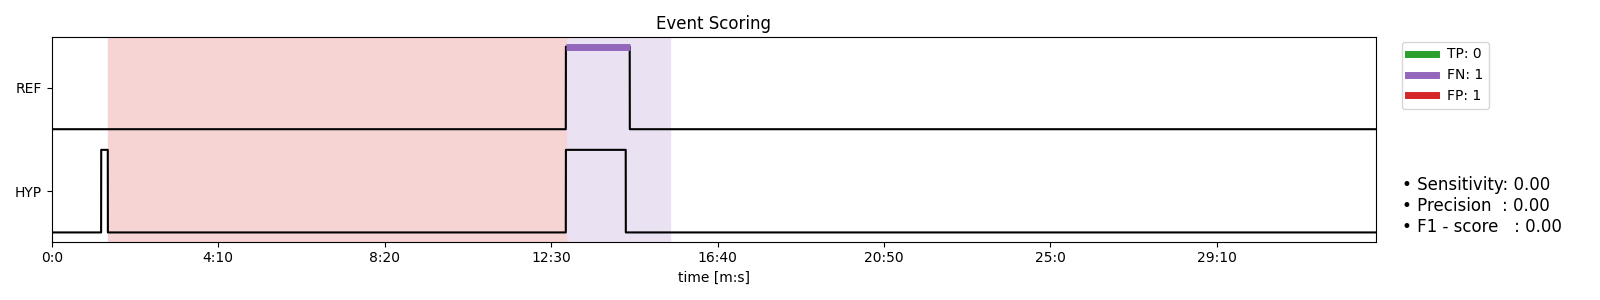 Event Scoring
REF
HYP
TP: 0
FN: 1
FP: 1
• Sensitivity: 0.00
• Precision : 0.00
• F1 - score : 0.00
0:0 4:10 8:20 12:30 16:40 20:50 25:0 29:10
time [m:s]